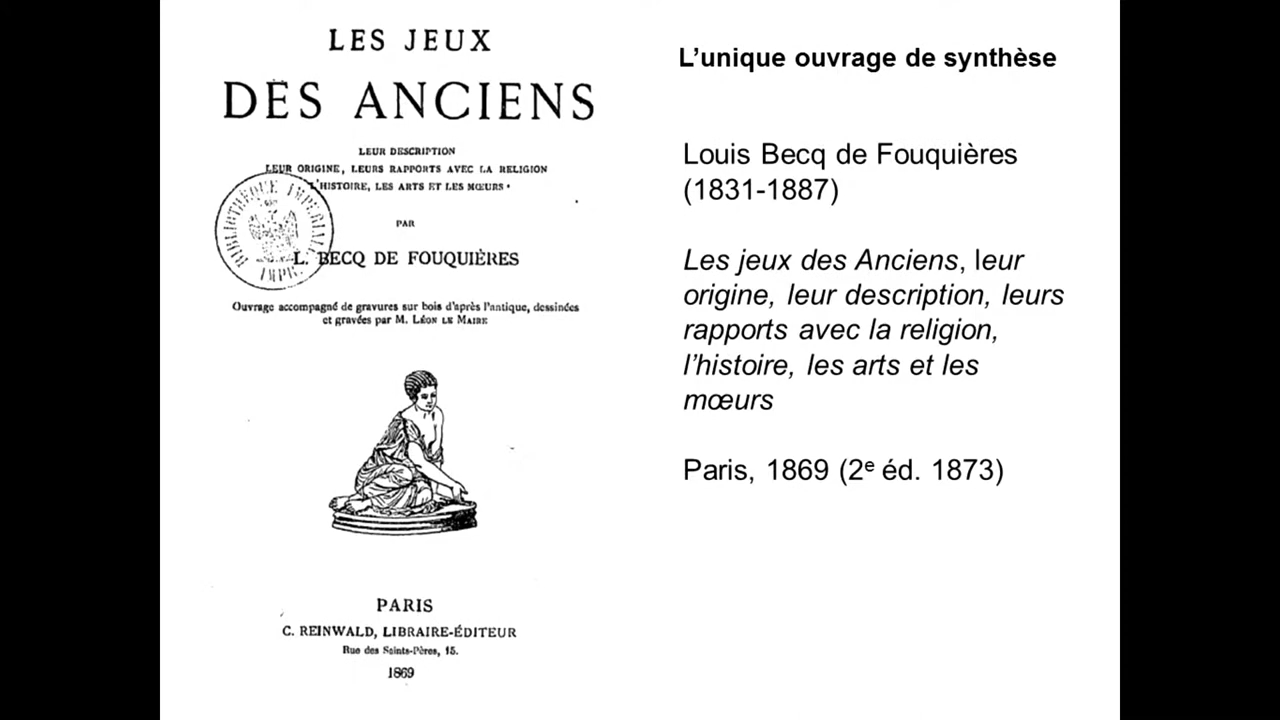 LES JEUX
DES ANCIENS
LEUR DESCRIPTION
LEUR ORIGINE, LEURS RAPPORTS AVEC LA RELIGION
L'HISTOIRE, LES ARTS ET LES MŒURS
PAR
L. BECQ DE FOUQUIÈRES
BIBLIOTHÈQUE IMPÉRIALE
IMPR.
Ouvrage accompagné de gravures sur bois d'après l'antique, dessinées
et gravées par M. LÉON LE MAIRE
PARIS
C. REINWALD, LIBRAIRE-ÉDITEUR
Rue des Saints-Pères, 15.
1869
L’unique ouvrage de synthèse
Louis Becq de Fouquières
(1831-1887)
Les jeux des Anciens, leur
origine, leur description, leurs
rapports avec la religion,
l’histoire, les arts et les
mœurs
Paris, 1869 (2e éd. 1873)